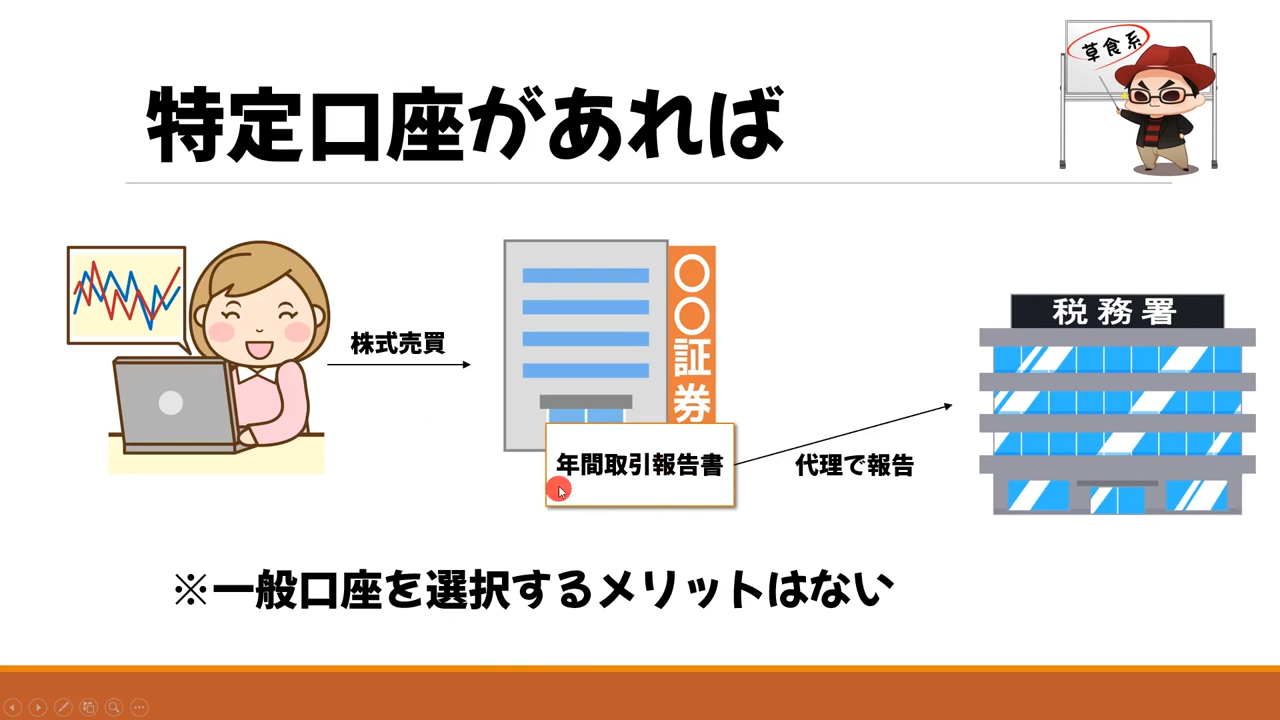 草食系
特定口座があれば
株式売買
〇〇証券
税務署
年間取引報告書
代理で報告
※一般口座を選択するメリットはない